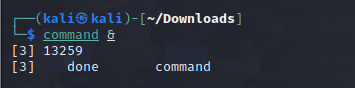 ┌──(kali㉿kali)-[~/Downloads]
└─$ command &
[3] 13259
[3]    done       command